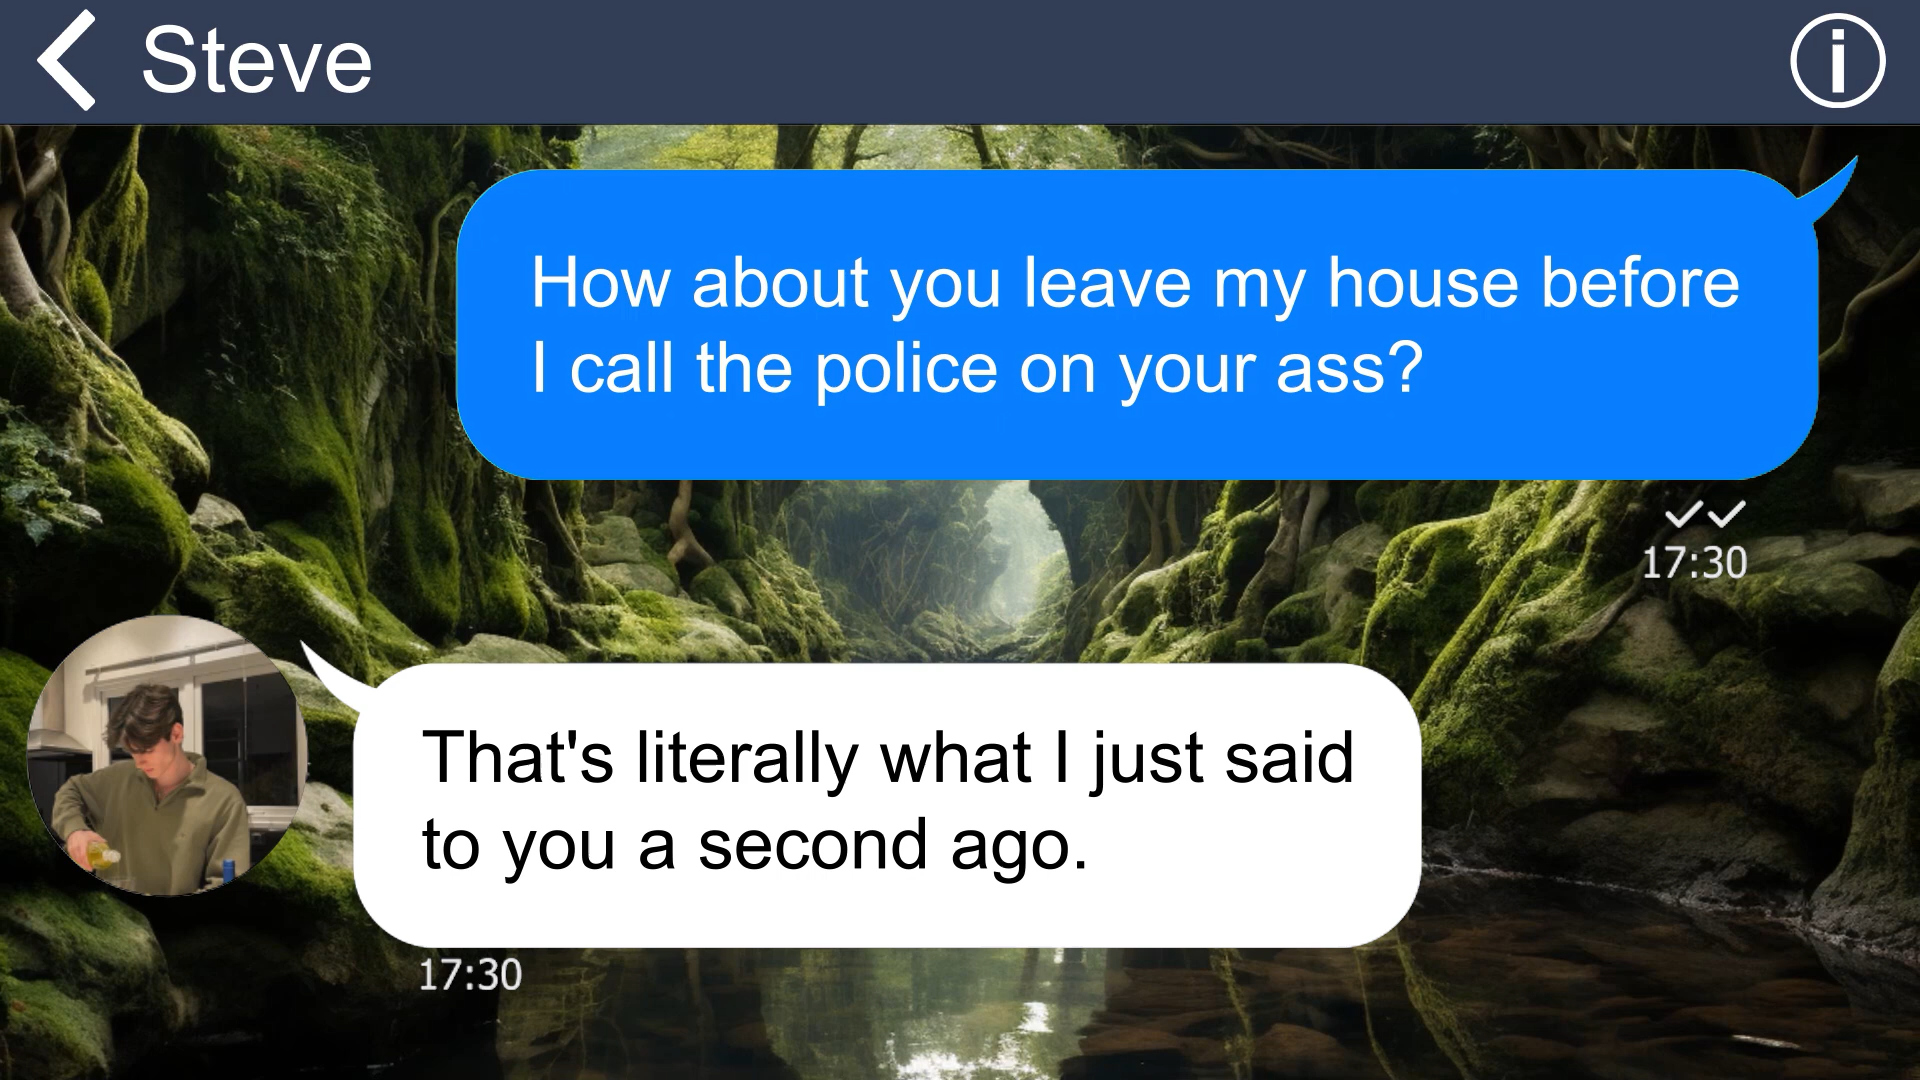 Steve
How about you leave my house before
I call the police on your ass?
17:30
That's literally what I just said
to you a second ago.
17:30